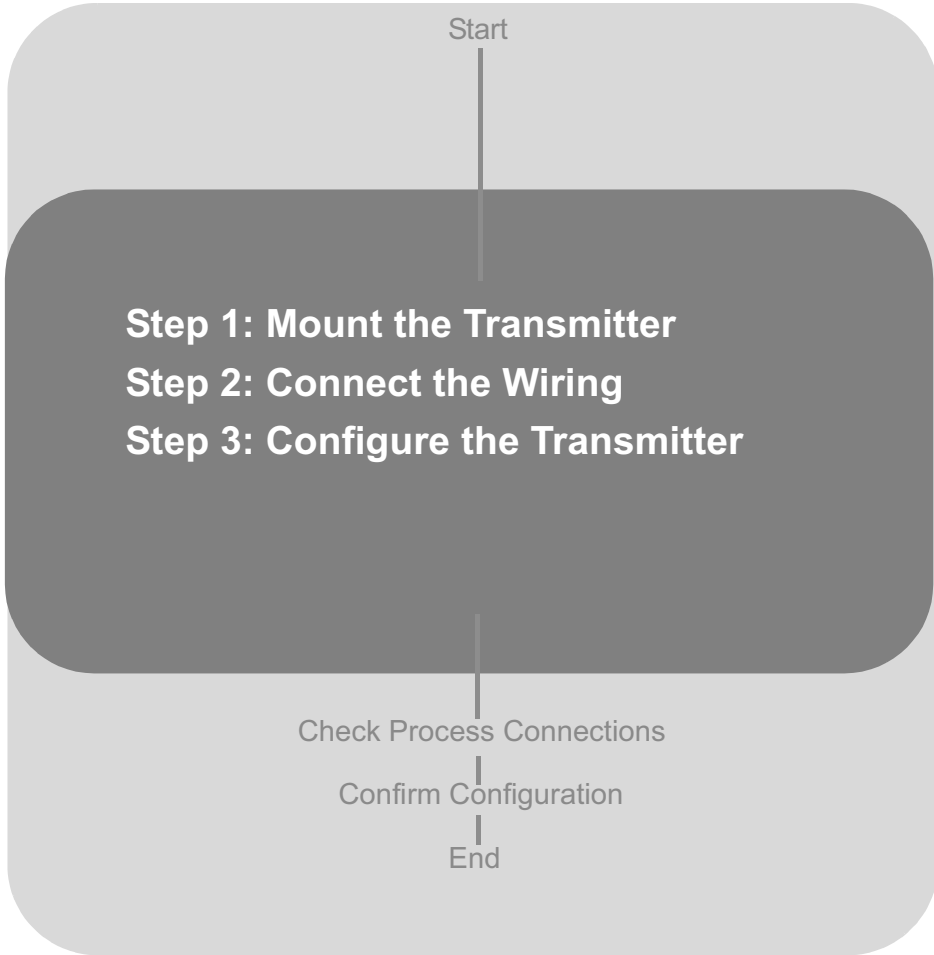 Start
Step 1: Mount the Transmitter
Step 2: Connect the Wiring
Step 3: Configure the Transmitter
Check Process Connections
Confirm Configuration
End